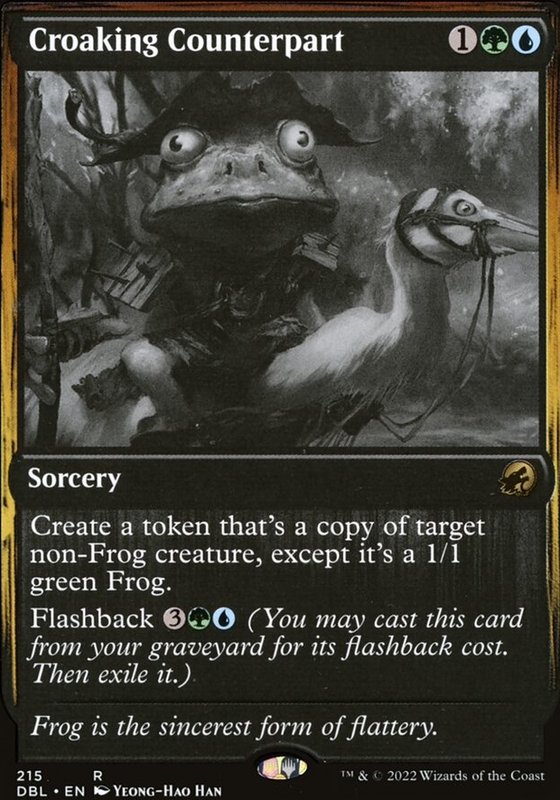 Croaking Counterpart 1
Sorcery
Create a token that's a copy of target
non-Frog creature, except it's a 1/1
green Frog.
Flashback 3 (You may cast this card
from your graveyard for its flashback cost.
Then exile it.)
Frog is the sincerest form of flattery.
215 R
DBL • EN Yeong-Hao Han
™ & © 2022 Wizards of the Coast